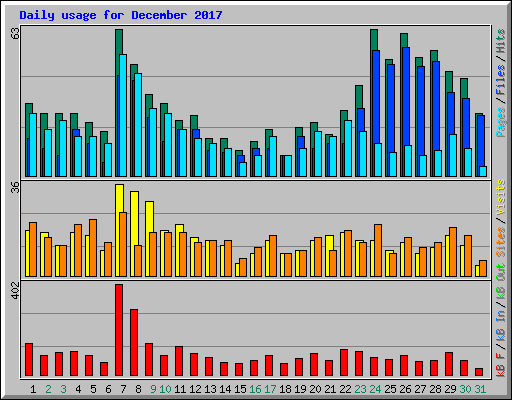 Daily usage for December 2017
63
36
402
Pages / Files / Hits
Sites / Visits
kB F / kB In / kB Out
1 2 3 4 5 6 7 8 9 10 11 12 13 14 15 16 17 18 19 20 21 22 23 24 25 26 27 28 29 30 31